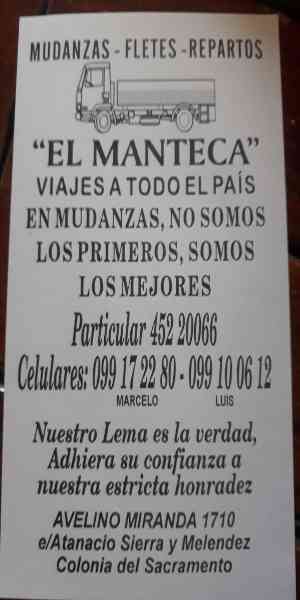 MUDANZAS - FLETES - REPARTOS
"EL MANTECA"
VIAJES A TODO EL PAÍS
EN MUDANZAS, NO SOMOS
LOS PRIMEROS, SOMOS
LOS MEJORES
Particular 452 20066
Celulares: 099 17 22 80 - 099 10 06 12
MARCELO LUIS
Nuestro Lema es la verdad,
Adhiera su confianza a
nuestra estricta honradez
AVELINO MIRANDA 1710
e/Atanacio Sierra y Melendez
Colonia del Sacramento